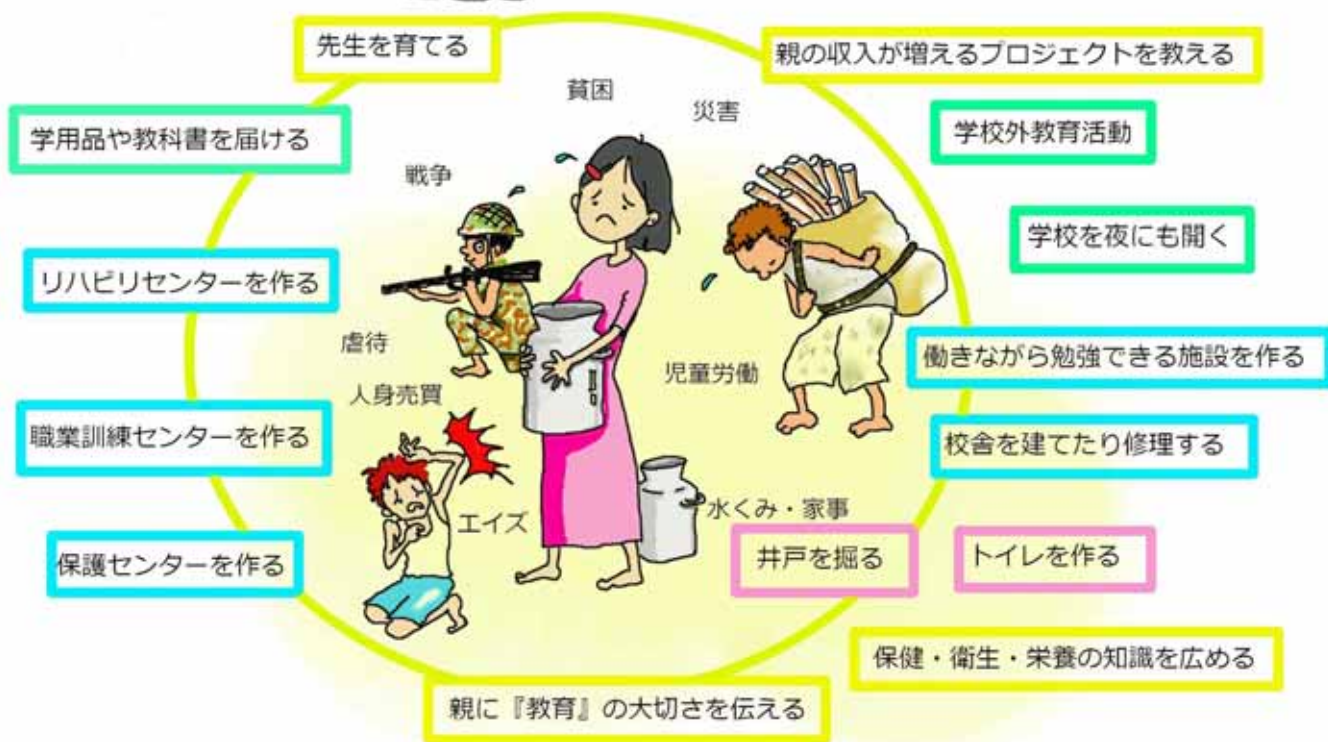 先生を育てる
親の収入が増えるプロジェクトを教える
貧困
災害
学用品や教科書を届ける
学校外教育活動
戦争
学校を夜にも開く
リハビリセンターを作る
虐待
児童労働
働きながら勉強できる施設を作る
人身売買
職業訓練センターを作る
校舎を建てたり修理する
エイズ
水くみ・家事
保護センターを作る
井戸を掘る
トイレを作る
保健・衛生・栄養の知識を広める
親に『教育』の大切さを伝える